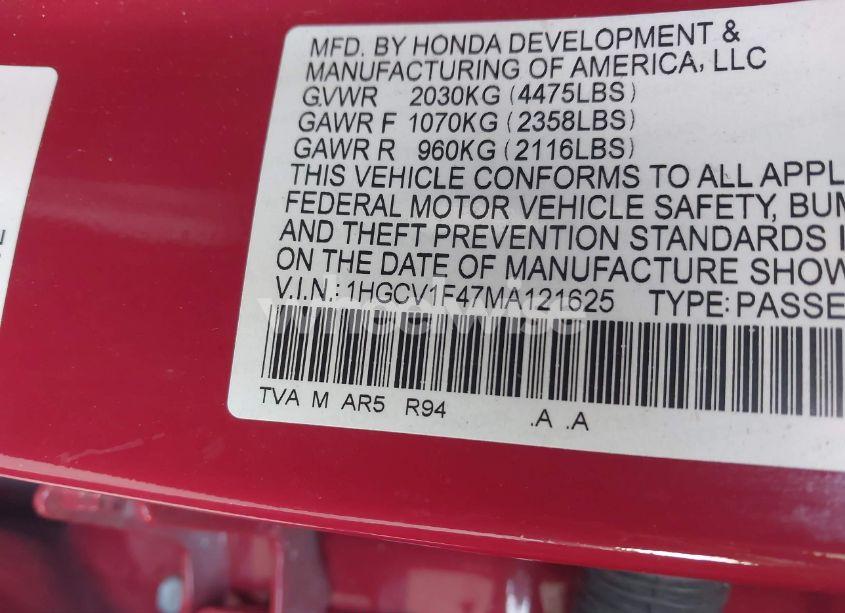 MFD. BY HONDA DEVELOPMENT &
MANUFACTURING OF AMERICA, LLC
GVWR 2030KG (4475LBS)
GAWR F 1070KG (2358LBS)
GAWR R 960KG (2116LBS)
THIS VEHICLE CONFORMS TO ALL APPL
FEDERAL MOTOR VEHICLE SAFETY, BUM
AND THEFT PREVENTION STANDARDS I
ON THE DATE OF MANUFACTURE SHOW
V.I.N.: 1HGCV1F47MA121625 TYPE: PASSE
wheelwise
TVA M AR5 R94 .A .A
N